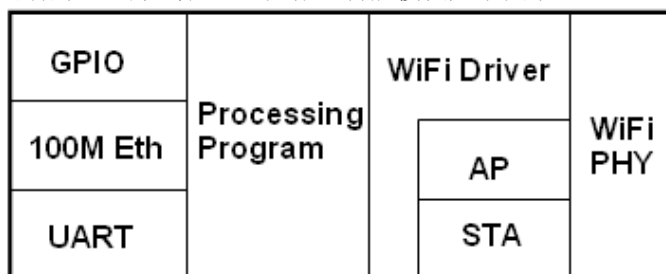 GPIO
100M Eth
UART
Processing
Program
WiFi Driver
AP
STA
WiFi
PHY